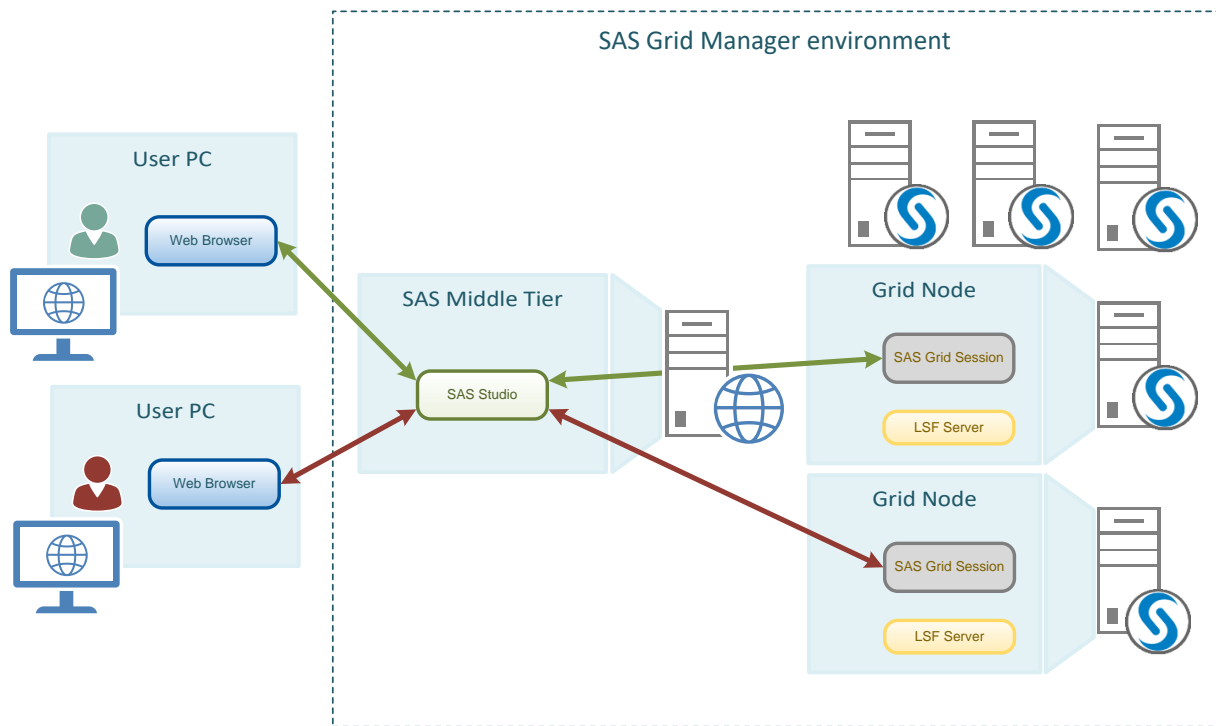 SAS Grid Manager environment
User PC
Web Browser
User PC
Web Browser
SAS Middle Tier
SAS Studio
Grid Node
SAS Grid Session
LSF Server
Grid Node
SAS Grid Session
LSF Server